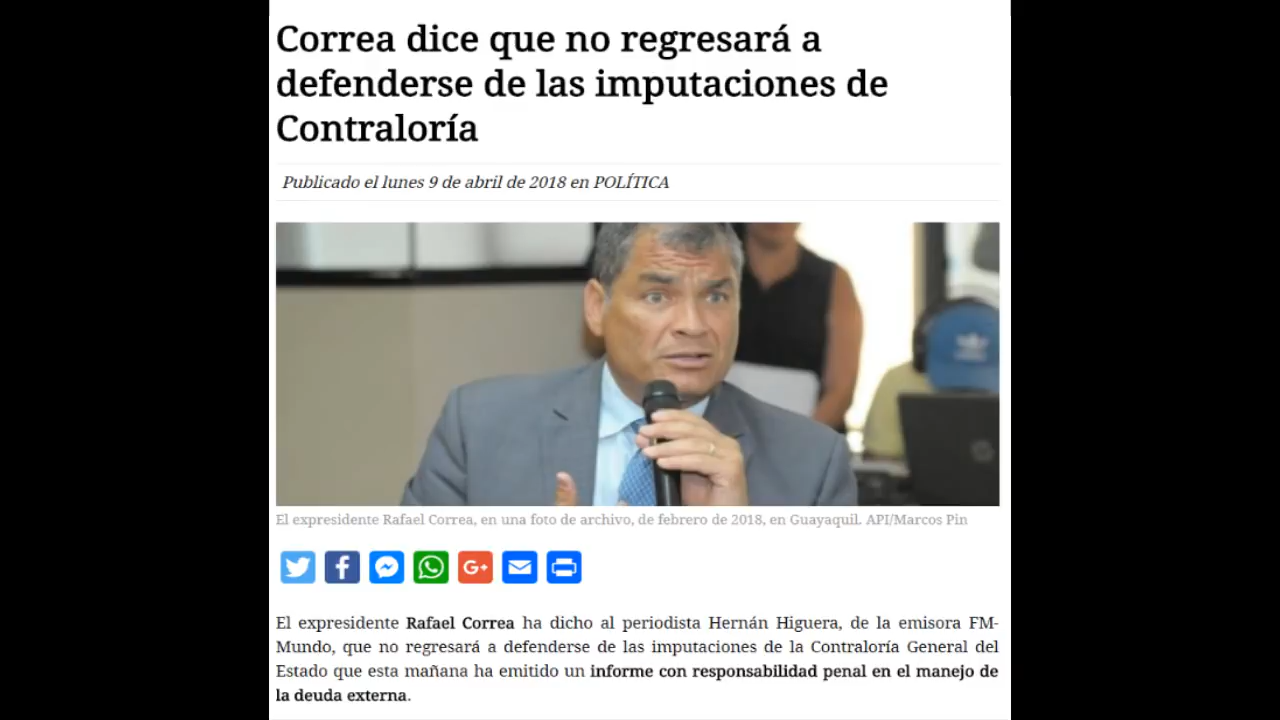 Correa dice que no regresará a
defenderse de las imputaciones de
Contraloría
Publicado el lunes 9 de abril de 2018 en POLÍTICA
El expresidente Rafael Correa, en una foto de archivo, de febrero de 2018, en Guayaquil. API/Marcos Pin
El expresidente Rafael Correa ha dicho al periodista Hernán Higuera, de la emisora FM-
Mundo, que no regresará a defenderse de las imputaciones de la Contraloría General del
Estado que esta mañana ha emitido un informe con responsabilidad penal en el manejo de
la deuda externa.